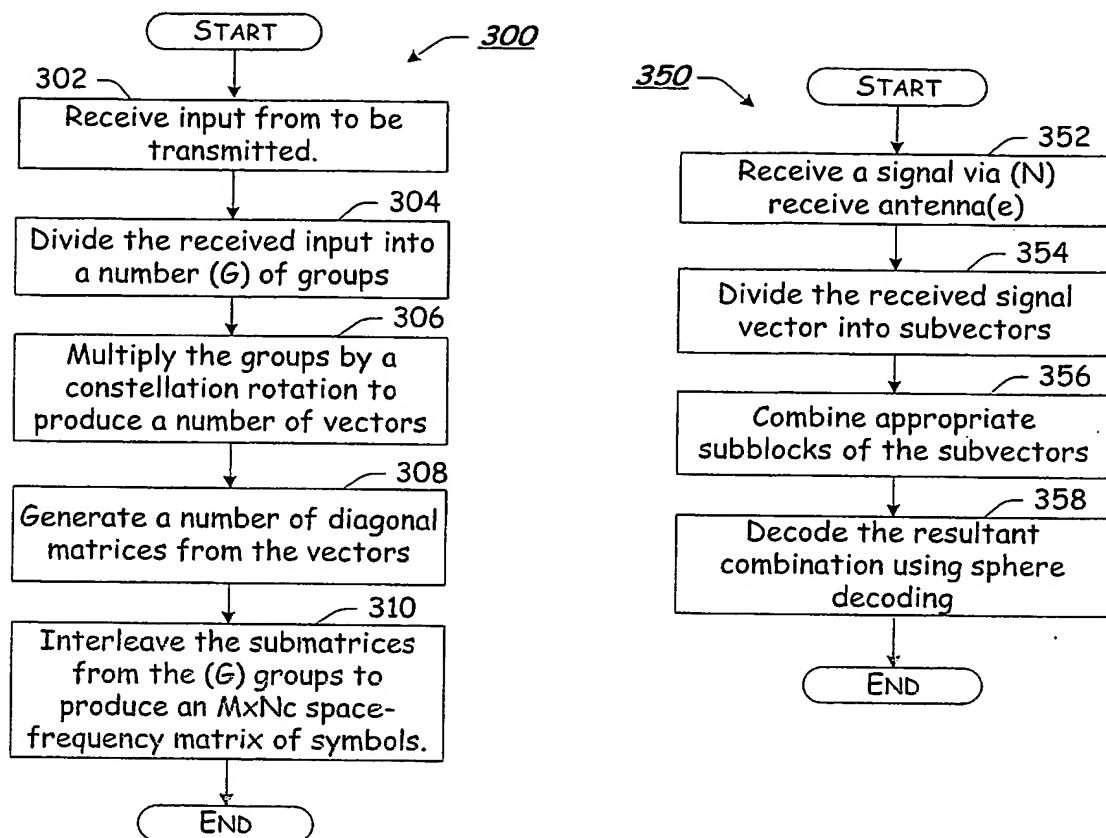 START
300
302
Receive input from to be
transmitted.
304
Divide the received input into
a number (G) of groups
306
Multiply the groups by a
constellation rotation to
produce a number of vectors
308
Generate a number of diagonal
matrices from the vectors
310
Interleave the submatrices
from the (G) groups to
produce an MxNc space-
frequency matrix of symbols.
END
350
START
352
Receive a signal via (N)
receive antenna(e)
354
Divide the received signal
vector into subvectors
356
Combine appropriate
subblocks of the subvectors
358
Decode the resultant
combination using sphere
decoding
END